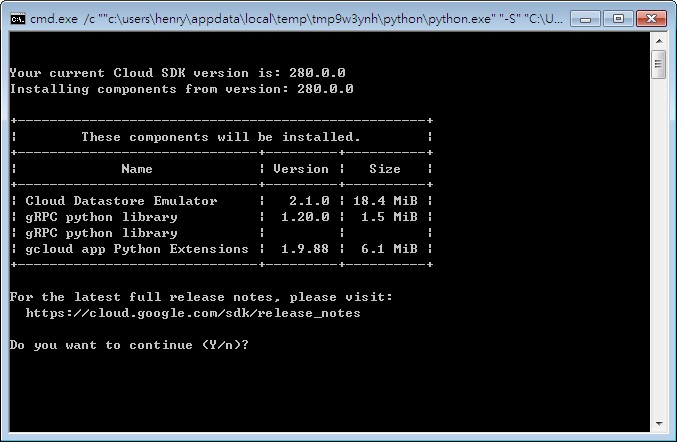 cmd.exe /c ""c:\users\henry\appdata\local\temp\tmp9w3ynh\python\python.exe" "-S" "C:\U...
Your current Cloud SDK version is: 280.0.0
Installing components from version: 280.0.0
These components will be installed.
Name Version Size
Cloud Datastore Emulator 2.1.0 18.4 MiB
gRPC python library 1.20.0 1.5 MiB
gRPC python library
gcloud app Python Extensions 1.9.88 6.1 MiB
For the latest full release notes, please visit:
https://cloud.google.com/sdk/release_notes
Do you want to continue (Y/n)?